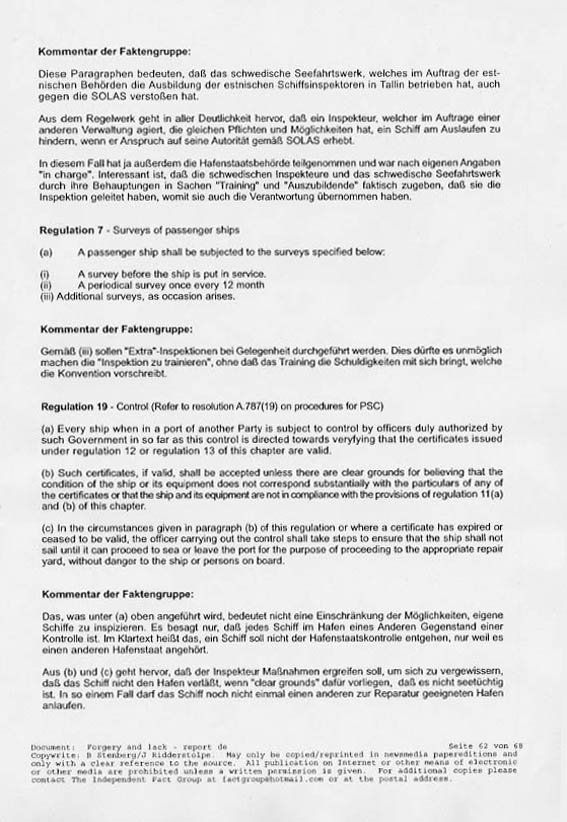 Kommentar der Faktengruppe:
Diese Paragraphen bedeuten, daß das schwedische Seefahrtswerk, welches im Auftrag der est-
nischen Behörden die Ausbildung der estnischen Schiffsinspektoren in Tallin betrieben hat, auch
gegen die SOLAS verstoßen hat.
Aus dem Regelwerk geht in aller Deutlichkeit hervor, daß ein Inspekteur, welcher im Auftrage einer
anderen Verwaltung agiert, die gleichen Pflichten und Möglichkeiten hat, ein Schiff am Auslaufen zu
hindern, wenn er Anspruch auf seine Autorität gemäß SOLAS erhebt.
In diesem Fall hat ja außerdem die Hafenstaatsbehörde teilgenommen und war nach eigenen Angaben
"in charge". Interessant ist, daß die schwedischen Inspekteure und das schwedische Seefahrtswerk
durch ihre Behauptungen in Sachen "Training" und "Auszubildende" faktisch zugeben, daß sie die
Inspektion geleitet haben, womit sie auch die Verantwortung übernommen haben.
Regulation 7 - Surveys of passenger ships
(a) A passenger ship shall be subjected to the surveys specified below:
(i) A survey before the ship is put in service.
(ii) A periodical survey once every 12 month
(iii) Additional surveys, as occasion arises.
Kommentar der Faktengruppe:
Gemäß (iii) sollen "Extra"-Inspektionen bei Gelegenheit durchgeführt werden. Dies dürfte es unmöglich
machen die "Inspektion zu trainieren", ohne daß das Training die Schuldigkeiten mit sich bringt, welche
die Konvention vorschreibt.
Regulation 19 - Control (Refer to resolution A.787(19) on procedures for PSC)
(a) Every ship when in a port of another Party is subject to control by officers duly authorized by
such Government in so far as this control is directed towards veryfying that the certificates issued
under regulation 12 or regulation 13 of this chapter are valid.
(b) Such certificates, if valid, shall be accepted unless there are clear grounds for believing that the
condition of the ship or its equipment does not correspond substantially with the particulars of any of
the certificates or that the ship and its equipment are not in compliance with the provisions of regulation 11(a)
and (b) of this chapter.
(c) In the circumstances given in paragraph (b) of this regulation or where a certificate has expired or
ceased to be valid, the officer carrying out the control shall take steps to ensure that the ship shall not
sail until it can proceed to sea or leave the port for the purpose of proceeding to the appropriate repair
yard, without danger to the ship or persons on board.
Kommentar der Faktengruppe:
Das, was unter (a) oben angeführt wird, bedeutet nicht eine Einschränkung der Möglichkeiten, eigene
Schiffe zu inspizieren. Es besagt nur, daß jedes Schiff im Hafen eines Anderen Gegenstand einer
Kontrolle ist. Im Klartext heißt das, ein Schiff soll nicht der Hafenstaatskontrolle entgehen, nur weil es
einen anderen Hafenstaat angehört.
Aus (b) und (c) geht hervor, daß der Inspekteur Maßnahmen ergreifen soll, um sich zu vergewissern,
daß das Schiff nicht den Hafen verläßt, wenn "clear grounds" dafür vorliegen, daß es nicht seetüchtig
ist. In so einem Fall darf das Schiff noch nicht einmal einen anderen zur Reparatur geeigneten Hafen
anlaufen.
Document: Forgery and lack - report de Seite 62 von 68
Copywrite: B Stenberg/J Ridderstolpe. May only be copied/reprinted in newsmedia papereditions and
only with a clear reference to the source. All publication on Internet or other means of electronic
or other media are prohibited unless a written permission is given. For additional copies please
contact The Independent Fact Group at factgroup@hotmail.com or at the postal address.